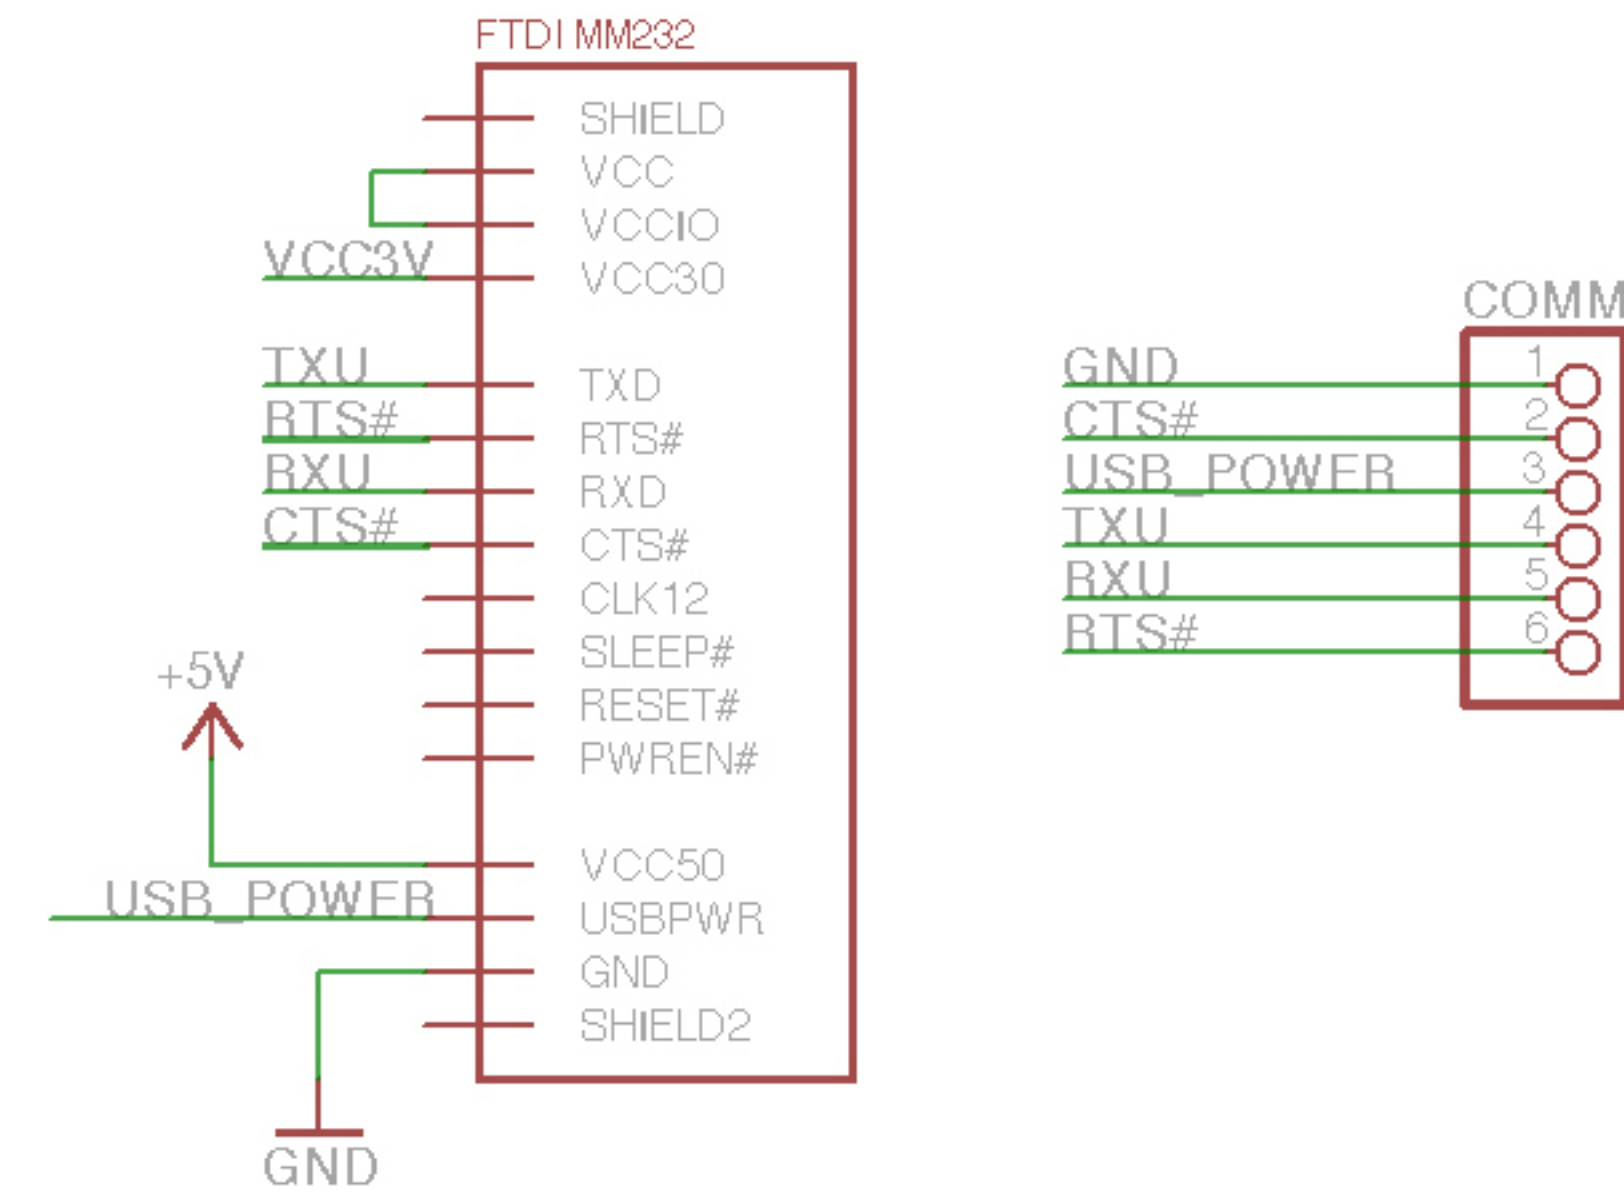 FTDI MM232
SHIELD
VCC
VCCIO
VCC3V
VCC30
TXU
TXD
RTS#
RTS#
RXU
RXD
CTS#
CTS#
CLK12
SLEEP#
+5V
RESET#
PWREN#
VCC50
USB_POWER
USBPWR
GND
SHIELD2
GND
COMM
GND
1
CTS#
2
USB_POWER
3
TXU
4
RXU
5
RTS#
6